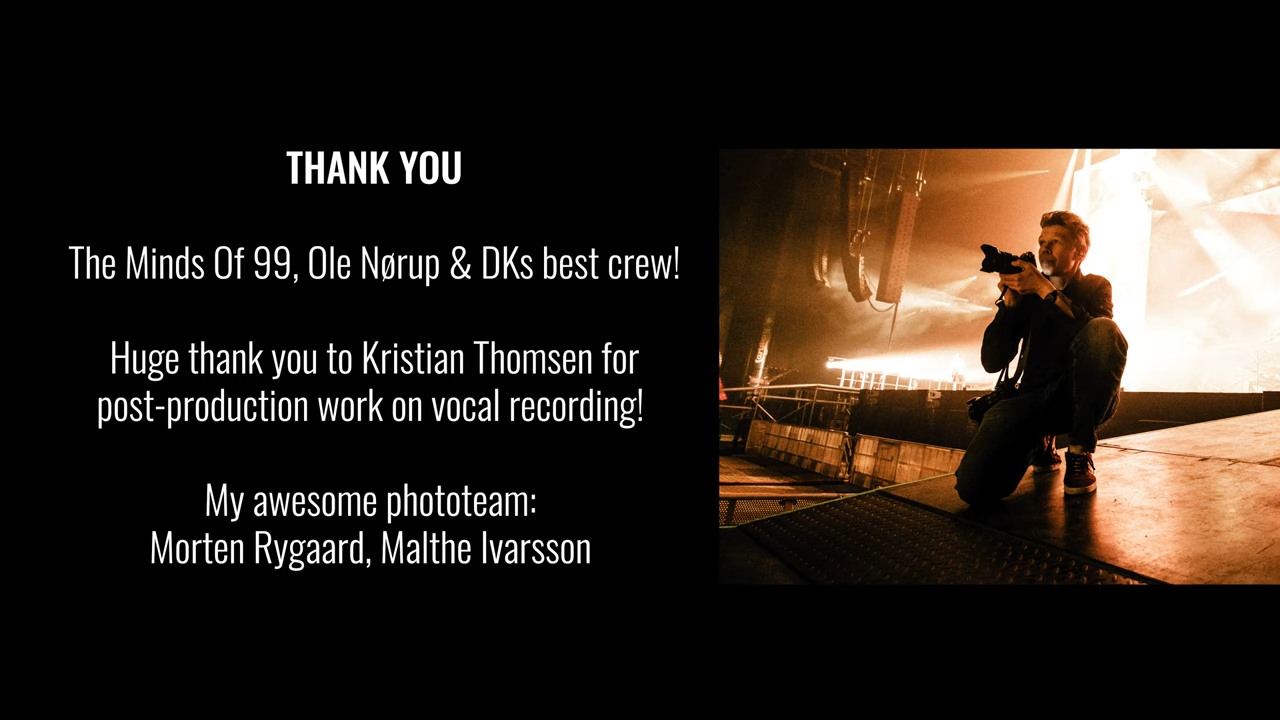 THANK YOU
The Minds Of 99, Ole Nørup & DKs best crew!
Huge thank you to Kristian Thomsen for
post-production work on vocal recording!
My awesome phototeam:
Morten Rygaard, Malthe Ivarsson